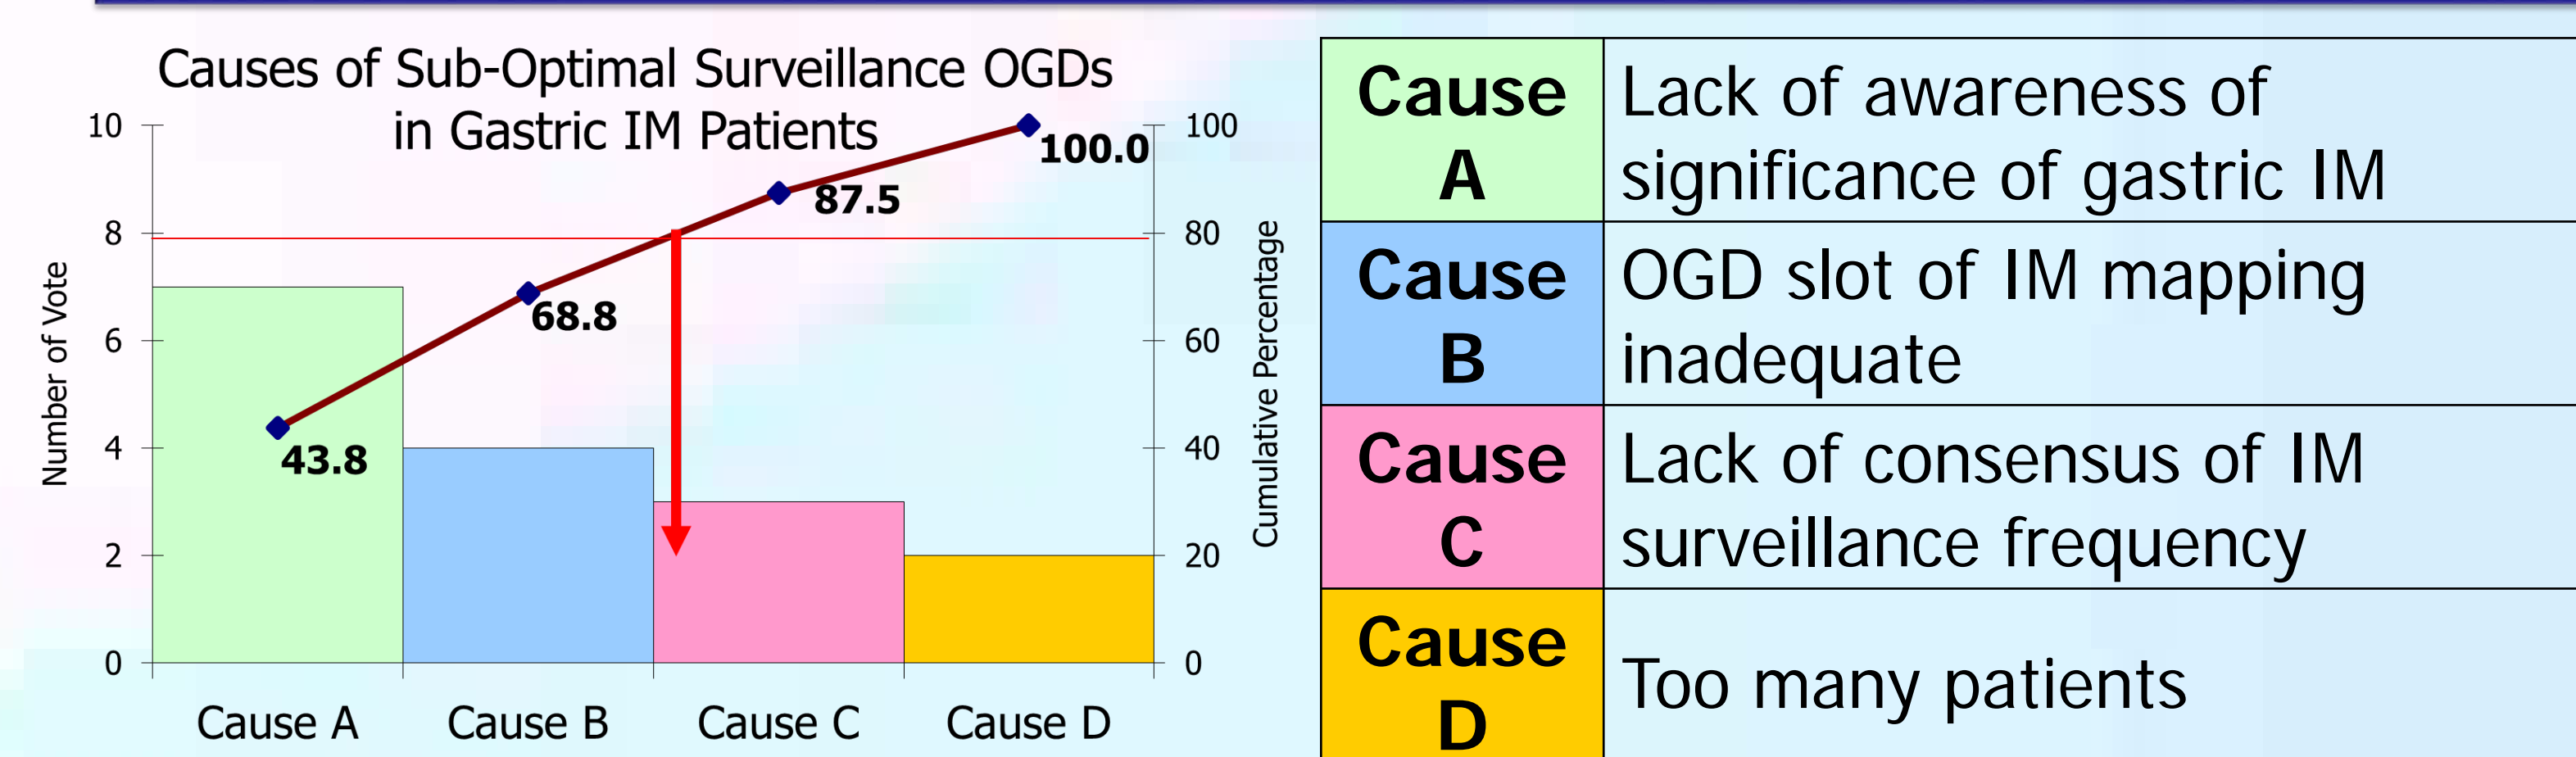 Causes of Sub-Optimal Surveillance OGDs
in Gastric IM Patients
Number of Vote
10
8
6
4
2
0
43.8
68.8
87.5
100.0
100
80
60
40
20
0
Cumulative Percentage
Cause A
Cause B
Cause C
Cause D
Cause
A
Lack of awareness of
significance of gastric IM
Cause
B
OGD slot of IM mapping
inadequate
Cause
C
Lack of consensus of IM
surveillance frequency
Cause
D
Too many patients